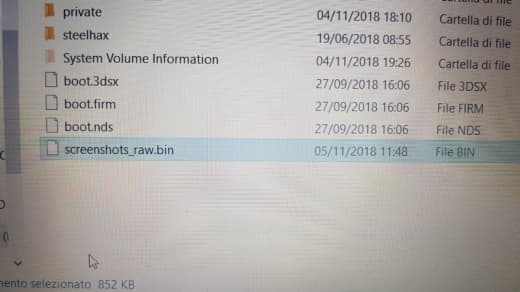 private 04/11/2018 18:10 Cartella di file
steelhax 19/06/2018 08:55 Cartella di file
System Volume Information 04/11/2018 19:26 Cartella di file
boot.3dsx 27/09/2018 16:06 File 3DSX
boot.firm 27/09/2018 16:06 File FIRM
boot.nds 27/09/2018 16:06 File NDS
screenshots_raw.bin 05/11/2018 11:48 File BIN
mento selezionato 852 KB